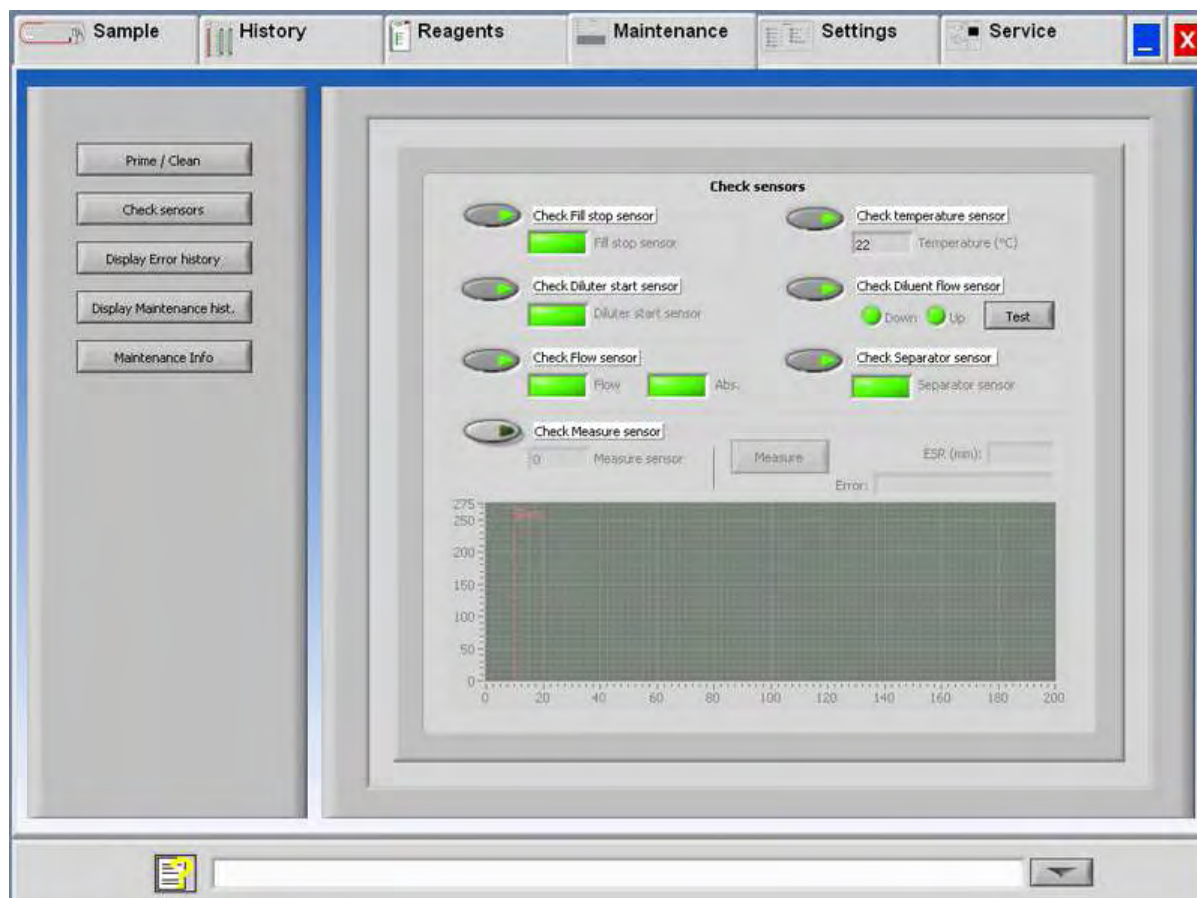 Sample History Reagents Maintenance Settings Service
Prime / Clean
Check sensors
Display Error history
Display Maintenance hist.
Maintenance Info
Check sensors
Check Fill stop sensor
Fill stop sensor
Check temperature sensor
22 Temperature (°C)
Check Diluter start sensor
Diluter start sensor
Check Diluent flow sensor
Down Up Test
Check Flow sensor
Flow Abs.
Check Separator sensor
Separator sensor
Check Measure sensor
0 Measure sensor
Measure
ESR (mm):
Error:
275
250
200
150
100
50
0
0 20 40 60 80 100 120 140 160 180 200